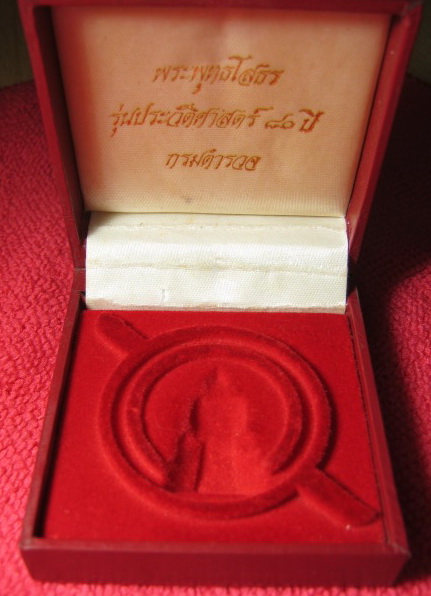 พระพุทธโสธร
รุ่นประวัติศาสตร์ ๘๐ ปี
กรมตำรวจ